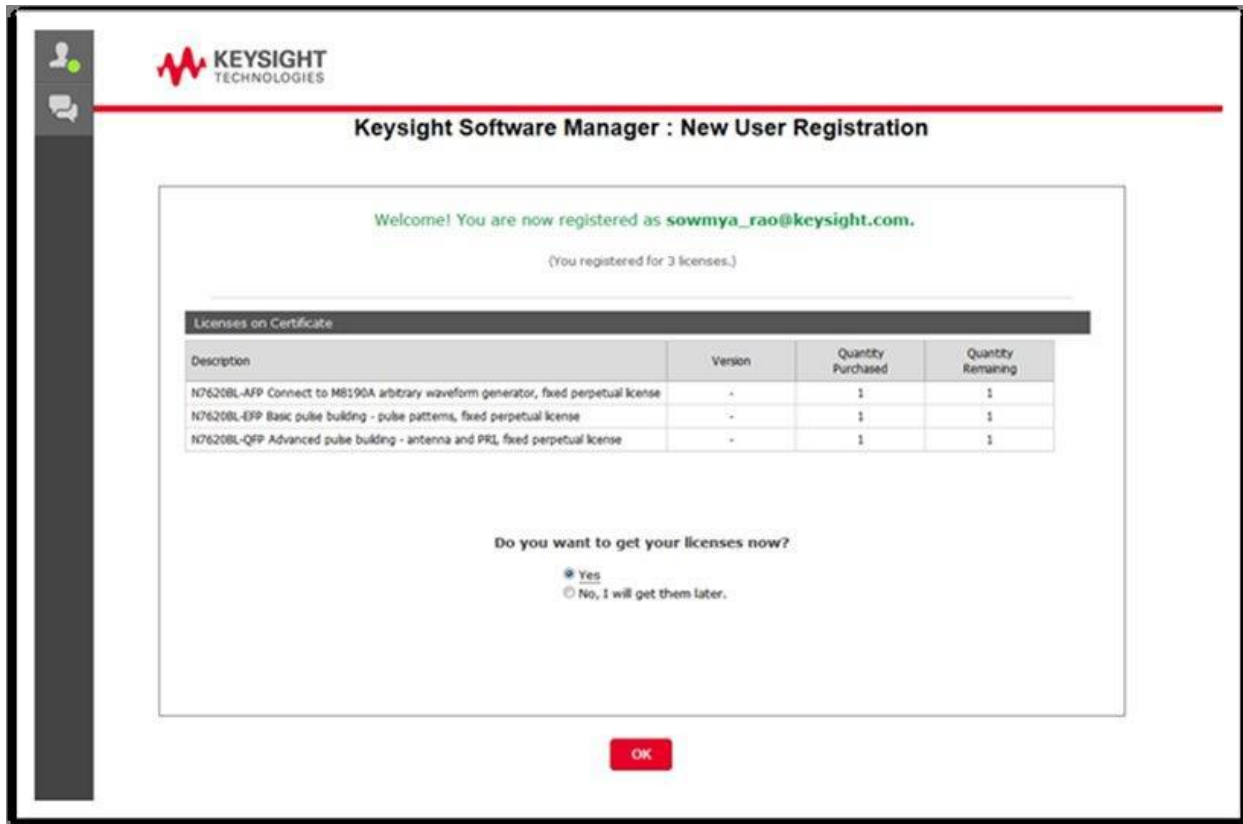 KEYSIGHT
TECHNOLOGIES
Keysight Software Manager : New User Registration
Welcome! You are now registered as sowmya_rao@keysight.com.
(You registered for 3 licenses.)
Licenses on Certificate
Description Version Quantity Purchased Quantity Remaining
N7620BL-AFP Connect to M8190A arbitrary waveform generator, fixed perpetual license - 1 1
N7620BL-EFP Basic pulse building - pulse patterns, fixed perpetual license - 1 1
N7620BL-QFP Advanced pulse building - antenna and PRI, fixed perpetual license - 1 1
Do you want to get your licenses now?
Yes
No, I will get them later.
OK